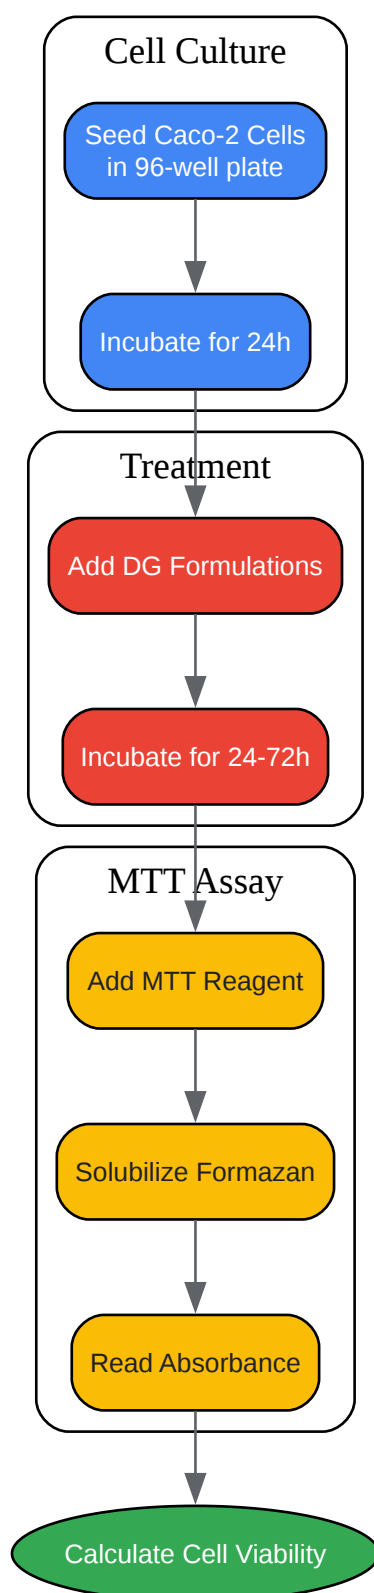 Cell Culture
Seed Caco-2 Cells
in 96-well plate
Incubate for 24h
Treatment
Add DG Formulations
Incubate for 24-72h
MTT Assay
Add MTT Reagent
Solubilize Formazan
Read Absorbance
Calculate Cell Viability